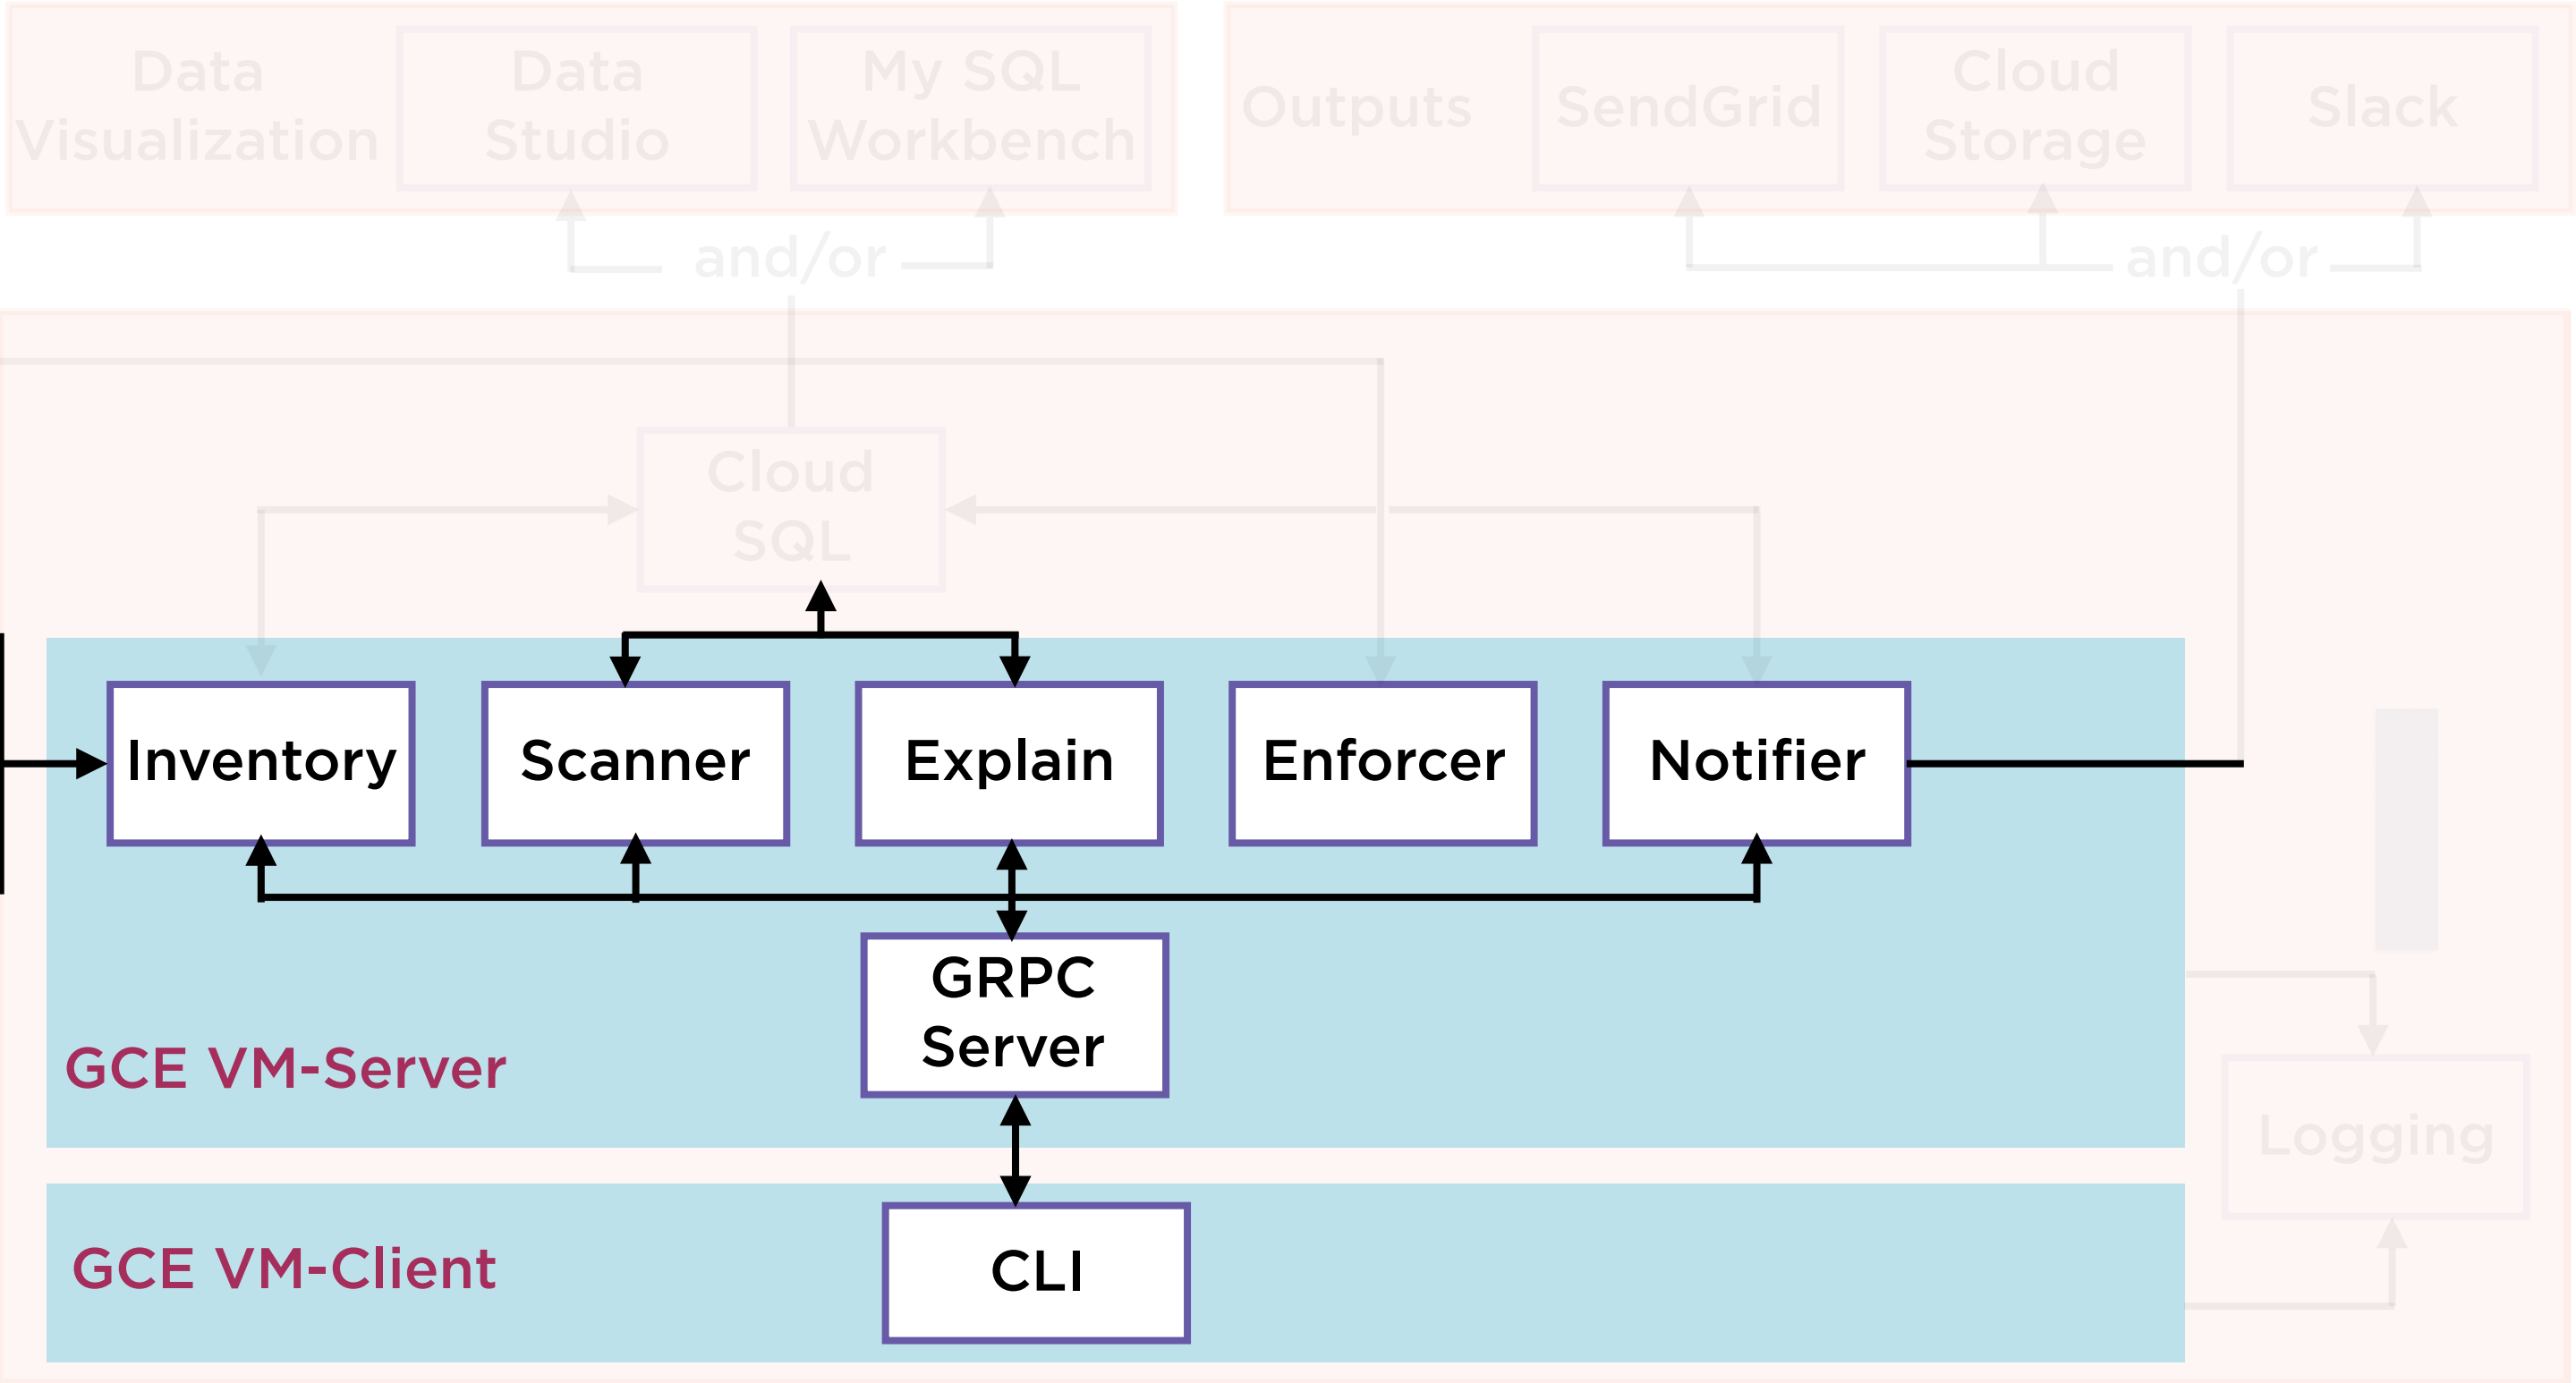 Data
Visualization
Data
Studio
My SQL
Workbench
Outputs
SendGrid
Cloud
Storage
Slack
and/or
and/or
Cloud
SQL
Inventory
Scanner
Explain
Enforcer
Notifier
GRPC
Server
GCE VM-Server
Logging
GCE VM-Client
CLI